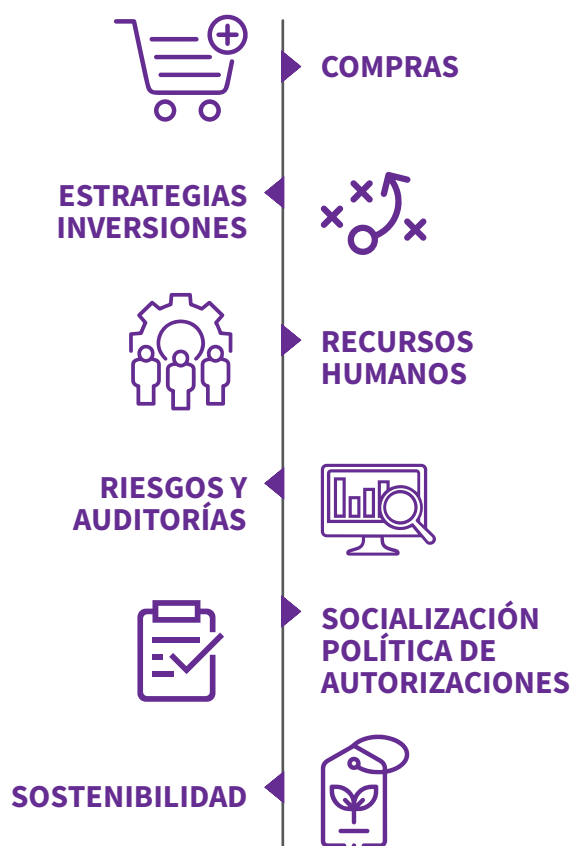 COMPRAS
ESTRATEGIAS
INVERSIONES
RECURSOS
HUMANOS
RIESGOS Y
AUDITORÍAS
SOCIALIZACIÓN
POLÍTICA DE
AUTORIZACIONES
SOSTENIBILIDAD